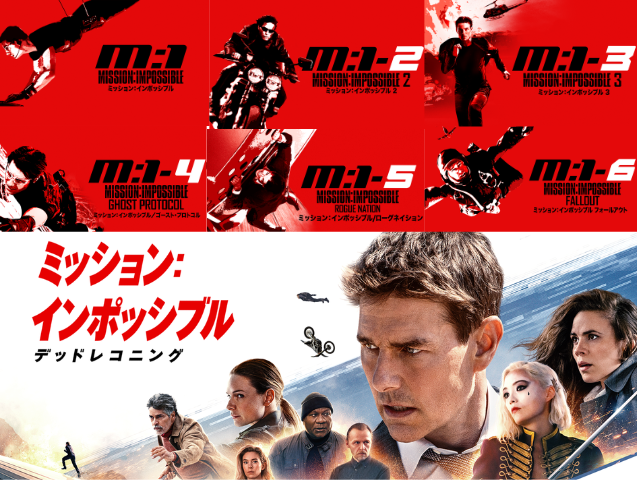 M:I
MISSION:IMPOSSIBLE
ミッション:インポッシブル
M:I-2
MISSION:IMPOSSIBLE 2
ミッション:インポッシブル 2
M:I-3
MISSION:IMPOSSIBLE 3
ミッション:インポッシブル 3
M:I-4
MISSION:IMPOSSIBLE
GHOST PROTOCOL
ミッション:インポッシブル/ゴースト・プロトコル
M:I-5
MISSION:IMPOSSIBLE
ROGUE NATION
ミッション:インポッシブル/ローグネイション
M:I-6
MISSION:IMPOSSIBLE
FALLOUT
ミッション:インポッシブル フォールアウト
ミッション:
インポッシブル
デッドレコニング